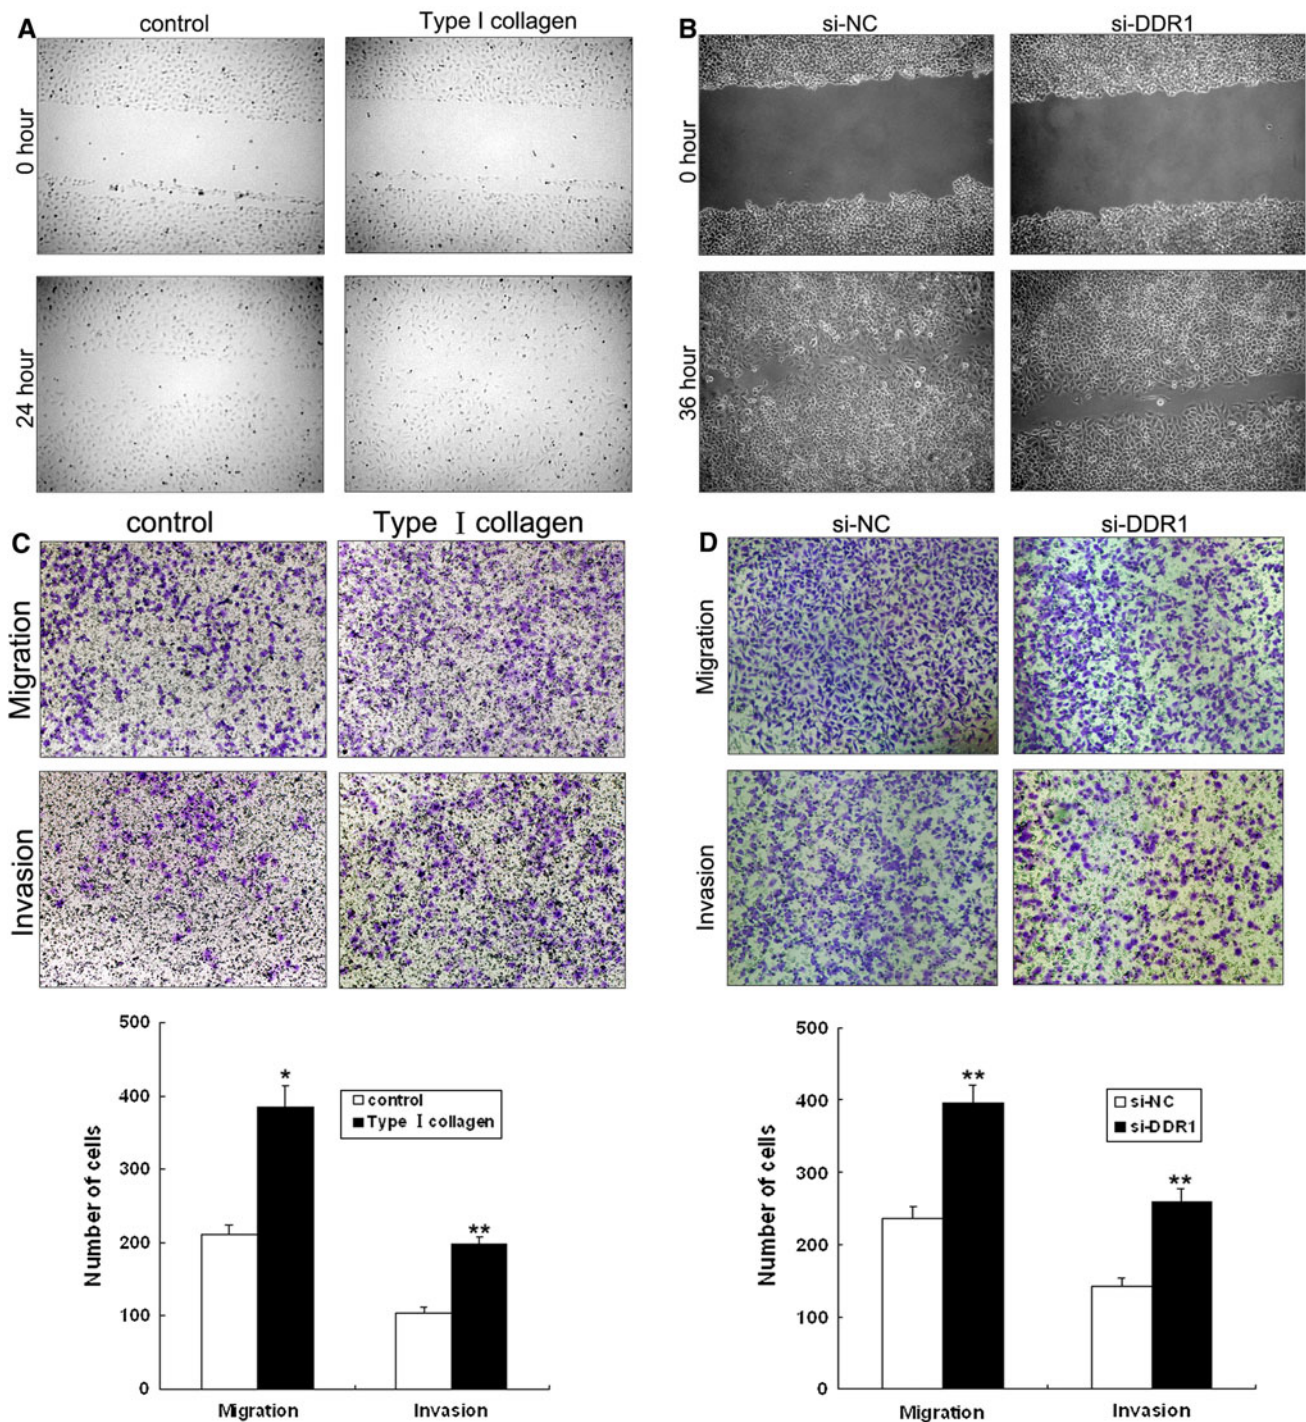 A
control
Type I collagen
0 hour
24 hour
B
si-NC
si-DDR1
0 hour
36 hour
C
control
Type I collagen
Migration
Invasion
500
400
300
200
100
0
Number of cells
*
**
control
Type I collagen
Migration
Invasion
D
si-NC
si-DDR1
Migration
Invasion
500
400
300
200
100
0
Number of cells
**
**
si-NC
si-DDR1
Migration
Invasion